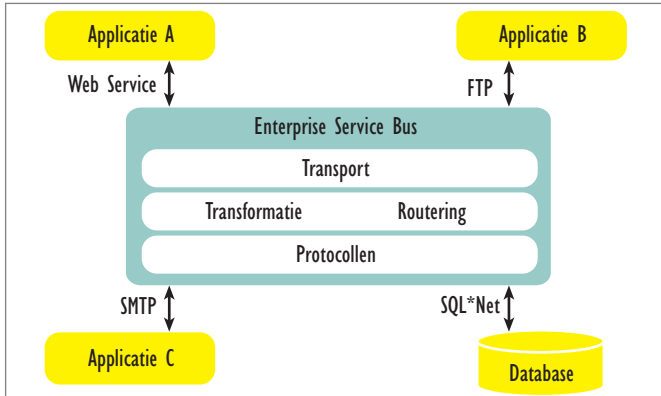 Applicatie A
Applicatie B
Web Service
FTP
Enterprise Service Bus
Transport
Transformatie
Routering
Protocollen
SMTP
SQL*Net
Applicatie C
Database